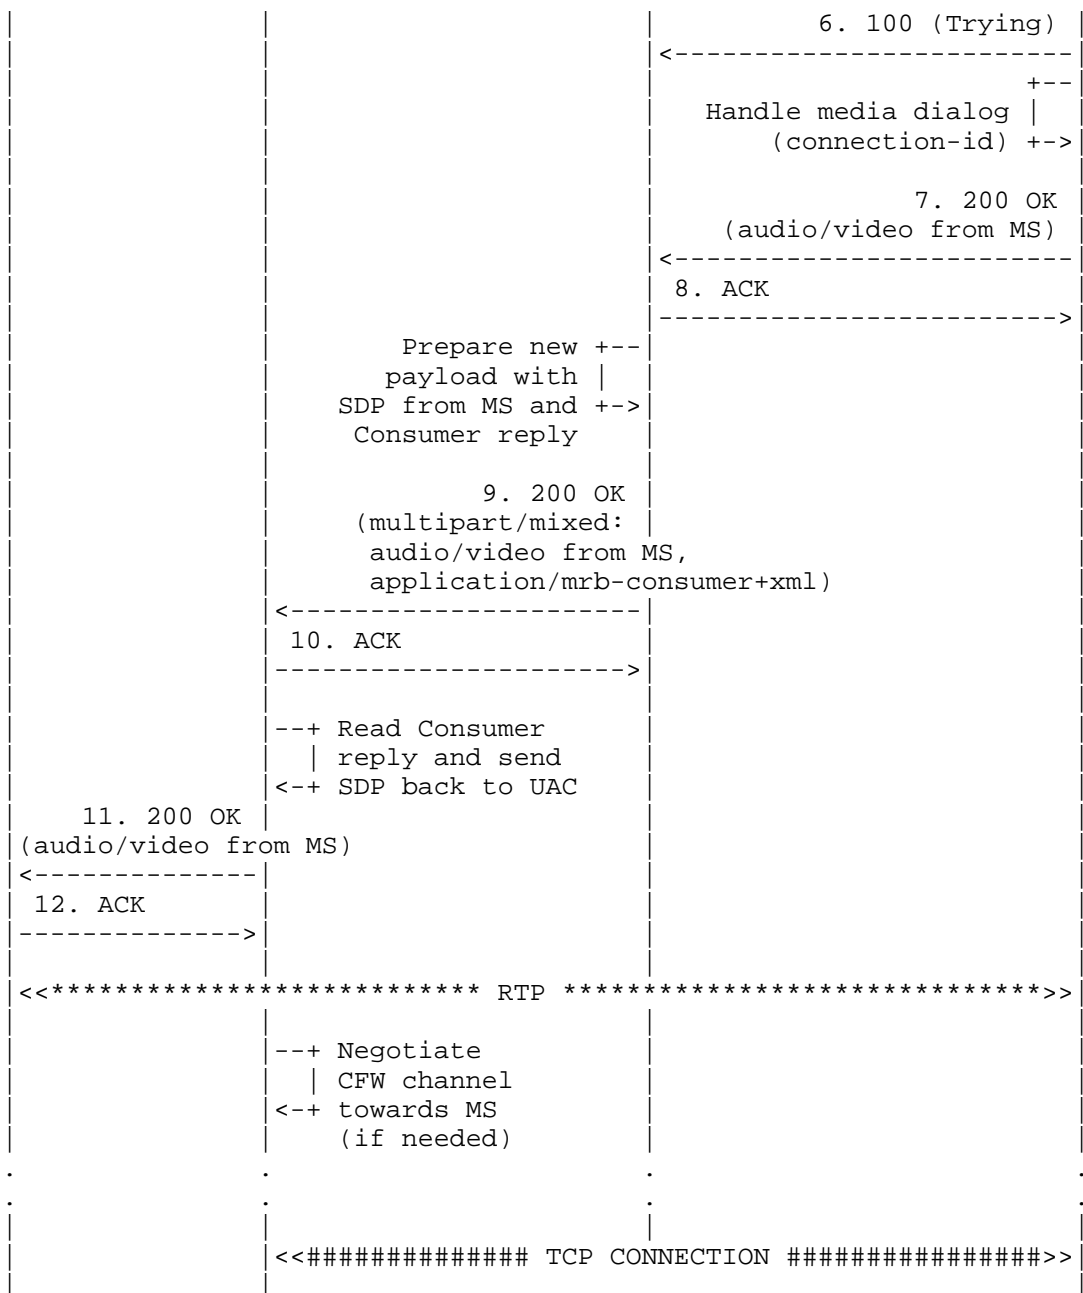 6. 100 (Trying)
<-------------------------
+--
Handle media dialog |
(connection-id) +->
7. 200 OK
(audio/video from MS)
<-------------------------
8. ACK
------------------------->
Prepare new +--
payload with |
SDP from MS and +->
Consumer reply
9. 200 OK
(multipart/mixed:
audio/video from MS,
application/mrb-consumer+xml)
<----------------------
10. ACK
---------------------->
--+ Read Consumer
| reply and send
<-+ SDP back to UAC
11. 200 OK
(audio/video from MS)
<--------------
12. ACK
-------------->
<<*************************** RTP ******************************>>
--+ Negotiate
| CFW channel
<-+ towards MS
(if needed)
. . . .
. . . .
<<############## TCP CONNECTION ################>>